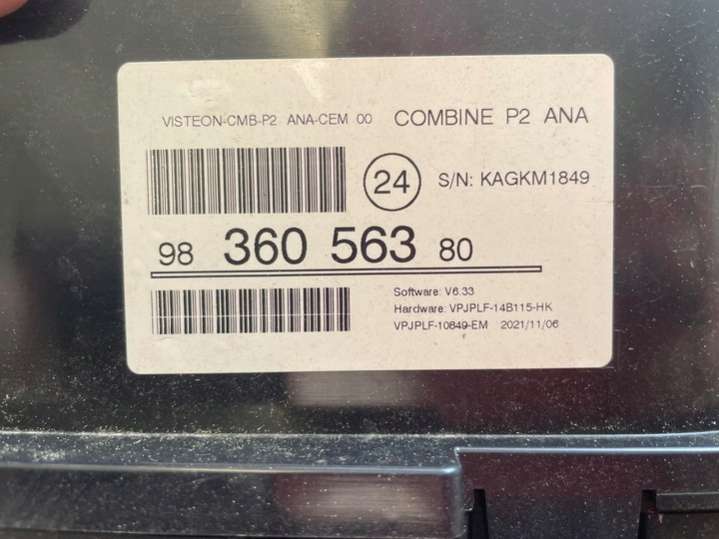 VISTEON-CMB-P2 ANA-CEM 00 COMBINE P2 ANA
24 S/N: KAGKM1849
98 360 563 80
Software: V6.33
Hardware: VPJPLF-14B115-HK
VPJPLF-10849-EM 2021/11/06